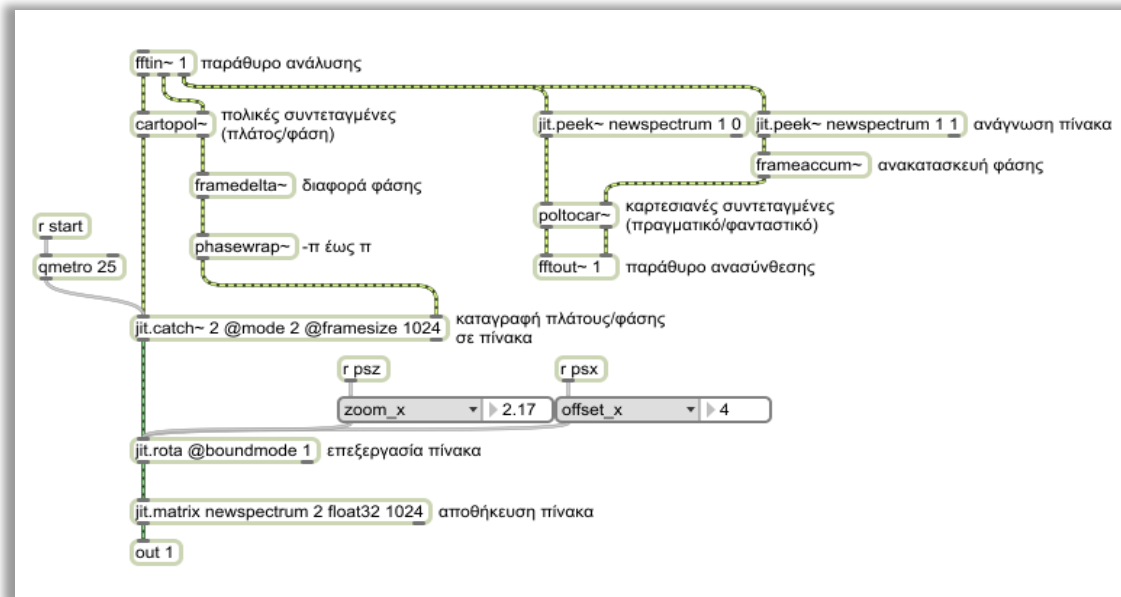 fftin~ 1 παράθυρο ανάλυσης
cartopol~ πολικές συντεταγμένες
(πλάτος/φάση)
jit.peek~ newspectrum 1 0 jit.peek~ newspectrum 1 1 ανάγνωση πίνακα
frameaccum~ ανακατασκευή φάσης
framedelta~ διαφορά φάσης
poltocar~ καρτεσιανές συντεταγμένες
(πραγματικό/φανταστικό)
r start
phasewrap~ -π έως π
qmetro 25
fftout~ 1 παράθυρο ανασύνθεσης
jit.catch~ 2 @mode 2 @framesize 1024 καταγραφή πλάτους/φάσης
σε πίνακα
r psz r psx
zoom_x 2.17 offset_x 4
jit.rota @boundmode 1 επεξεργασία πίνακα
jit.matrix newspectrum 2 float32 1024 αποθήκευση πίνακα
out 1